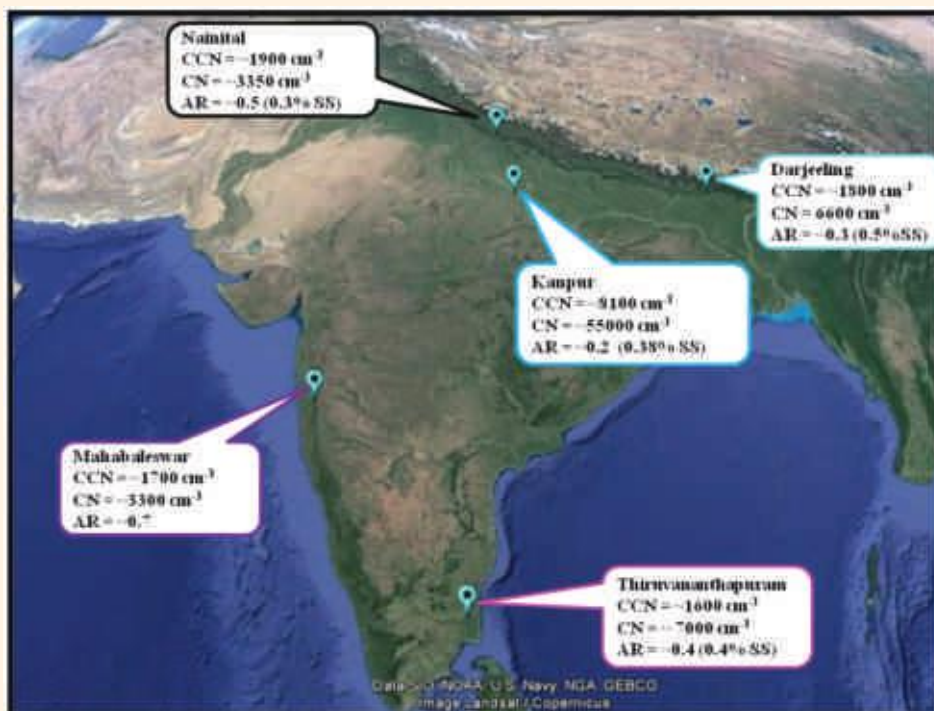 Nainital
CCN = ~1900 cm-3
CN = ~3350 cm-3
AR = ~0.5 (0.3% SS)
Darjeeling
CCN = ~1800 cm-3
CN = 6600 cm-3
AR = ~0.3 (0.5%SS)
Kanpur
CCN = ~8100 cm-3
CN = ~55000 cm-3
AR = ~0.2 (0.38% SS)
Mahabaleswar
CCN = ~1700 cm-3
CN = ~3300 cm-3
AR = ~0.7
Thiruvananthapuram
CCN = ~1600 cm-3
CN = ~7000 cm-3
AR = ~0.4 (0.4% SS)
Data SIO, NOAA, U.S. Navy, NGA, GEBCO
Image Landsat / Copernicus